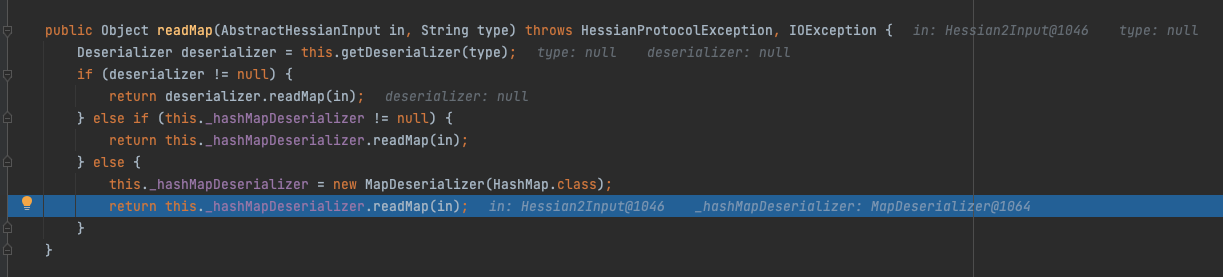 public Object readMap(AbstractHessianInput in, String type) throws HessianProtocolException, IOException {   in: Hessian2Input@1046    type: null
    Deserializer deserializer = this.getDeserializer(type);   type: null    deserializer: null
    if (deserializer != null) {
        return deserializer.readMap(in);   deserializer: null
    } else if (this._hashMapDeserializer != null) {
        return this._hashMapDeserializer.readMap(in);
    } else {
        this._hashMapDeserializer = new MapDeserializer(HashMap.class);
        return this._hashMapDeserializer.readMap(in);   in: Hessian2Input@1046    _hashMapDeserializer: MapDeserializer@1064
    }
}